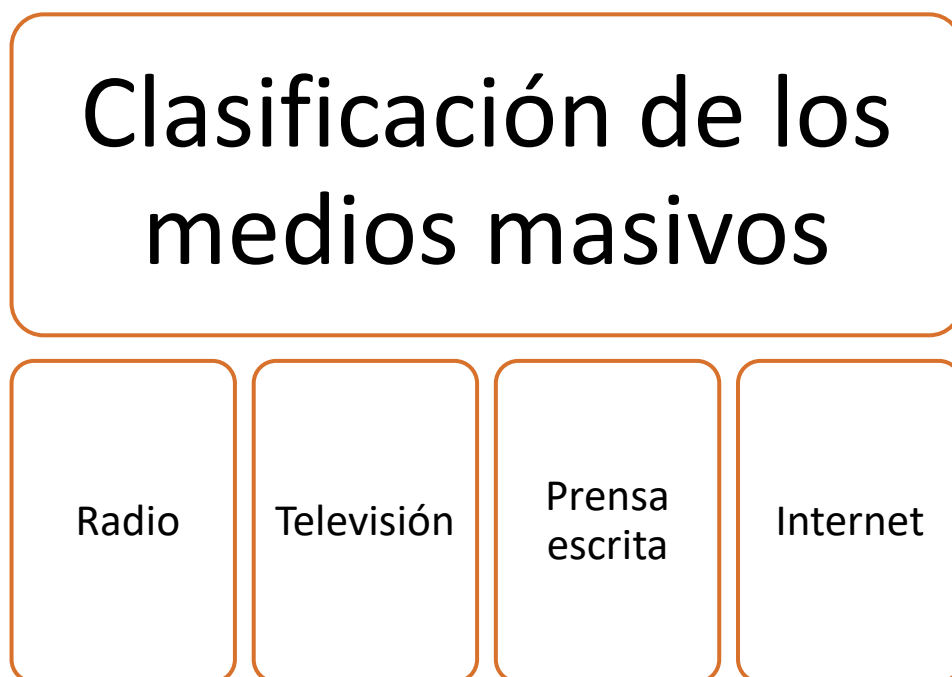 Clasificación de los
medios masivos
Radio
Televisión
Prensa
escrita
Internet